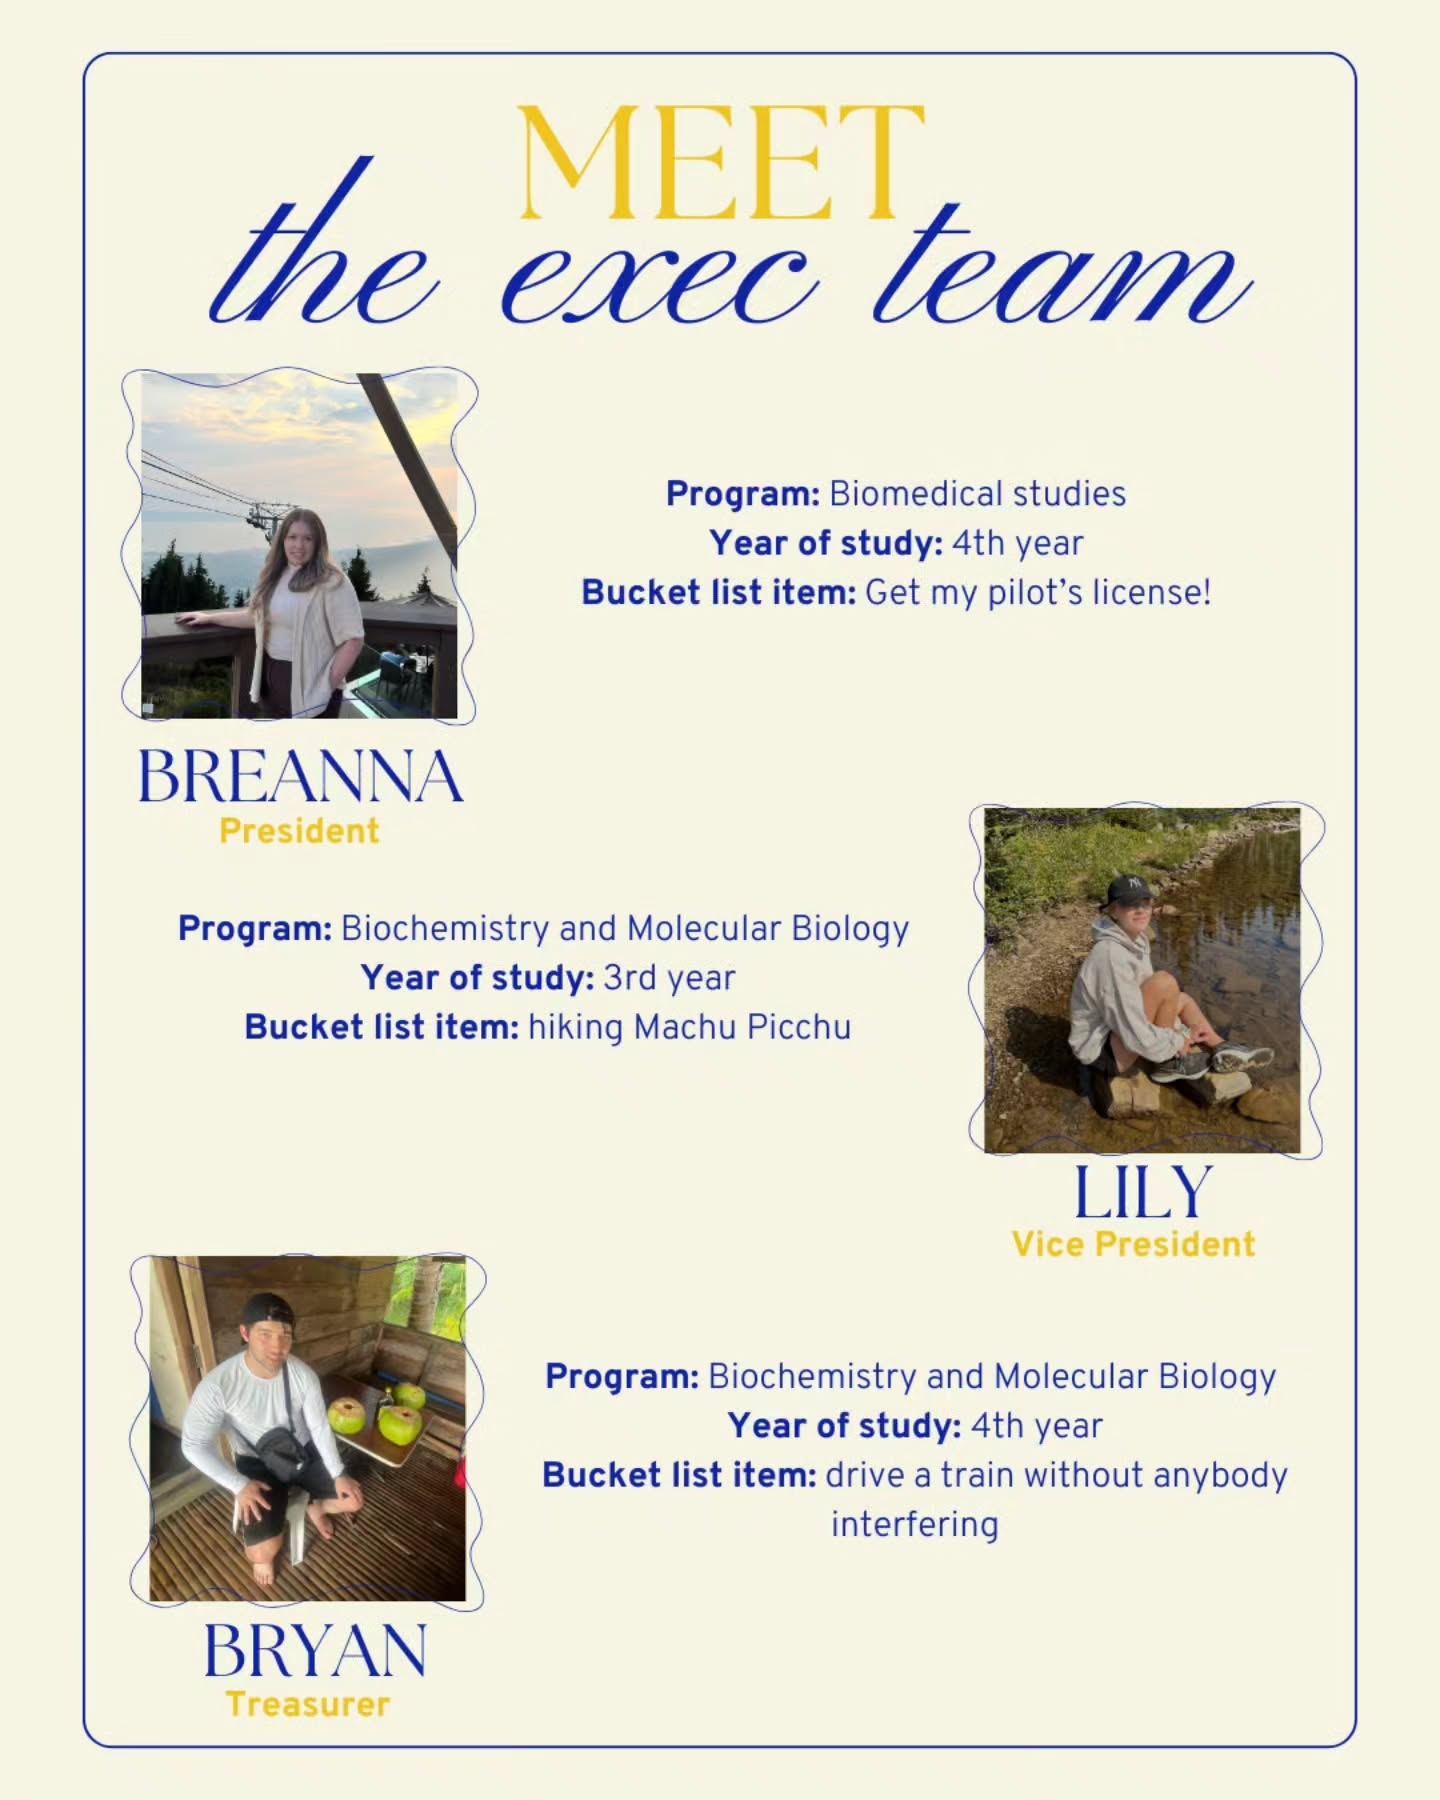 MEET
the exec team
Program: Biomedical studies
Year of study: 4th year
Bucket list item: Get my pilot’s license!
BREANNA
President
Program: Biochemistry and Molecular Biology
Year of study: 3rd year
Bucket list item: hiking Machu Picchu
LILY
Vice President
Program: Biochemistry and Molecular Biology
Year of study: 4th year
Bucket list item: drive a train without anybody
interfering
BRYAN
Treasurer